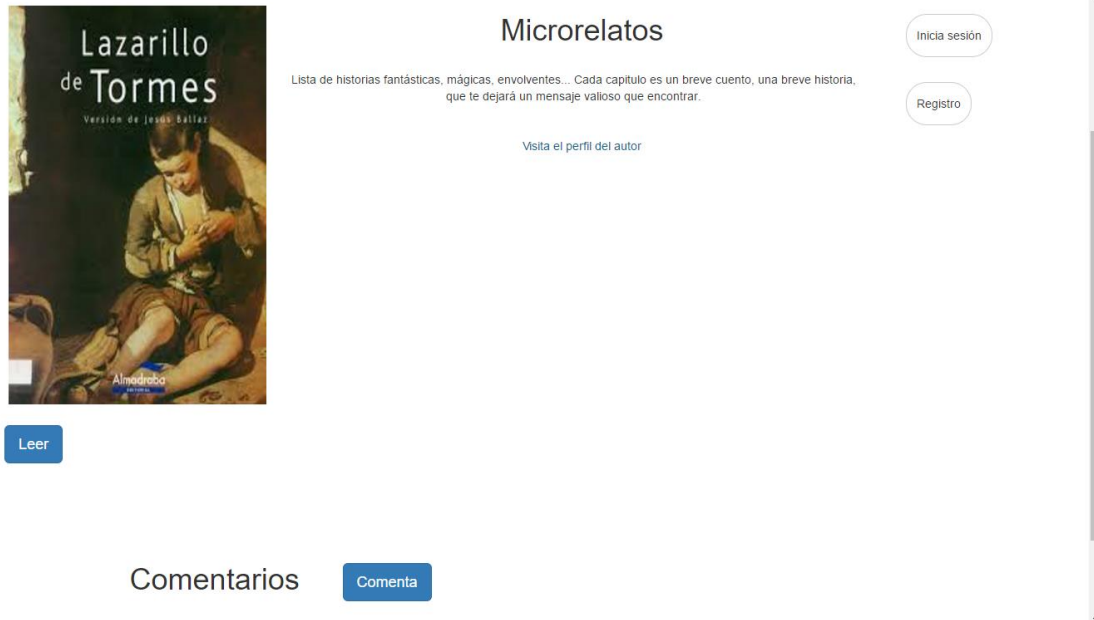 Lazarillo
de Tormes
Versión de Jesús Ballaz
Almadraba
EDITORIAL
Leer
Microrelatos
Lista de historias fantásticas, mágicas, envolventes... Cada capitulo es un breve cuento, una breve historia,
que te dejará un mensaje valioso que encontrar.
Visita el perfil del autor
Inicia sesión
Registro
Comentarios
Comenta